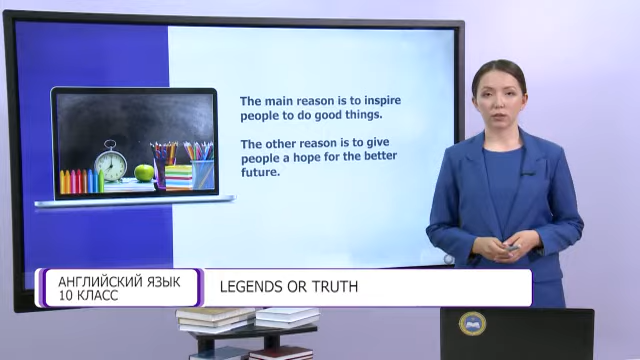 The main reason is to inspire
people to do good things.
The other reason is to give
people a hope for the better
future.
АНГЛИЙСКИЙ ЯЗЫК
10 КЛАСС
LEGENDS OR TRUTH